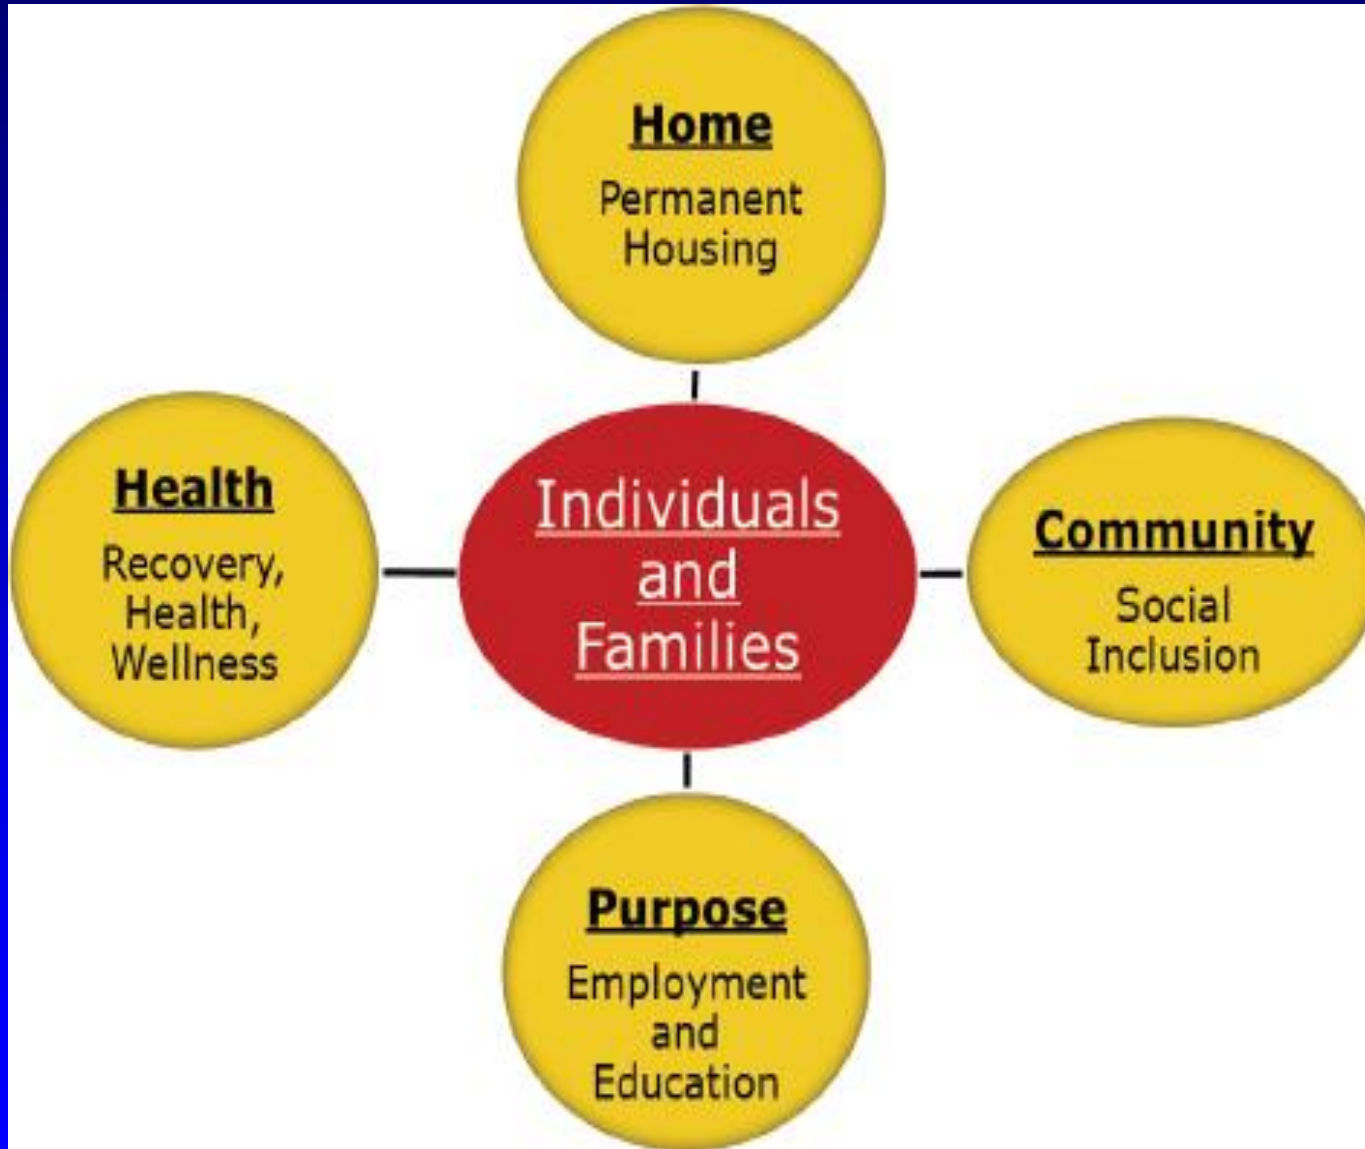 Home
Permanent
Housing
Health
Recovery,
Health,
Wellness
Individuals
and
Families
Community
Social
Inclusion
Purpose
Employment
and
Education